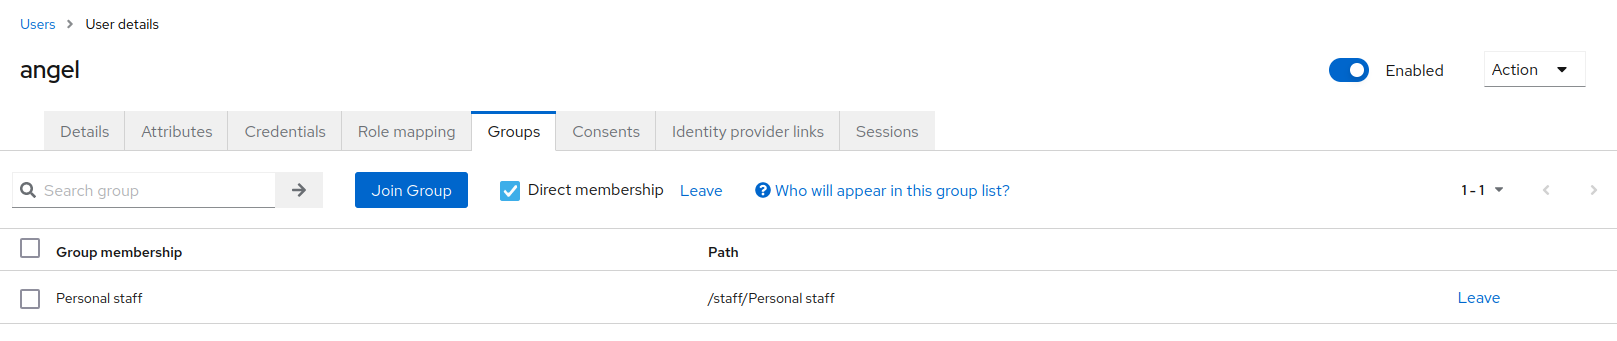 Users > User details
angel
Enabled
Action
Details Attributes Credentials Role mapping Groups Consents Identity provider links Sessions
Search group
Join Group
Direct membership
Leave
Who will appear in this group list?
1 - 1
Group membership Path
Personal staff /staff/Personal staff Leave